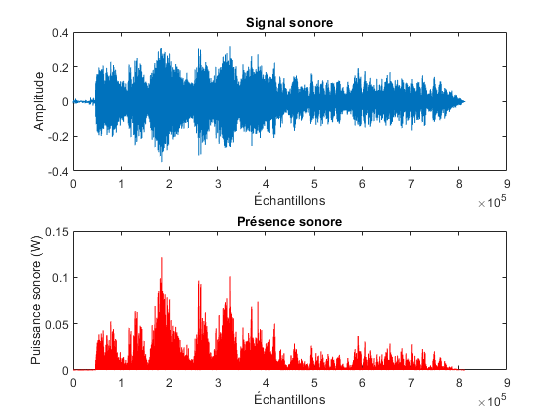 Signal sonore
0.4
0.2
0
-0.2
-0.4
Amplitude
0 1 2 3 4 5 6 7 8 9
Échantillons
×10^5
Présence sonore
0.15
0.1
0.05
0
Puissance sonore (W)
0 1 2 3 4 5 6 7 8 9
Échantillons
×10^5